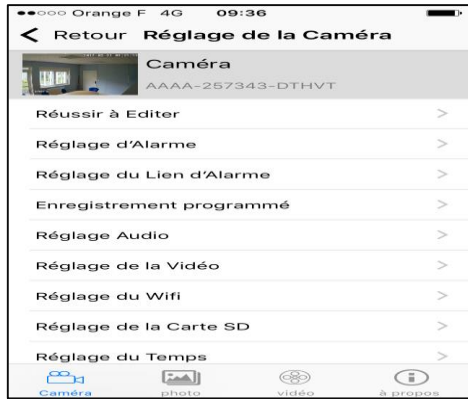 Orange F 4G 09:36
Retour Réglage de la Caméra
Caméra
AAAA-257343-DTHVT
Réussir à Editer
Réglage d'Alarme
Réglage du Lien d'Alarme
Enregistrement programmé
Réglage Audio
Réglage de la Vidéo
Réglage du Wifi
Réglage de la Carte SD
Réglage du Temps
Caméra photo vidéo à propos